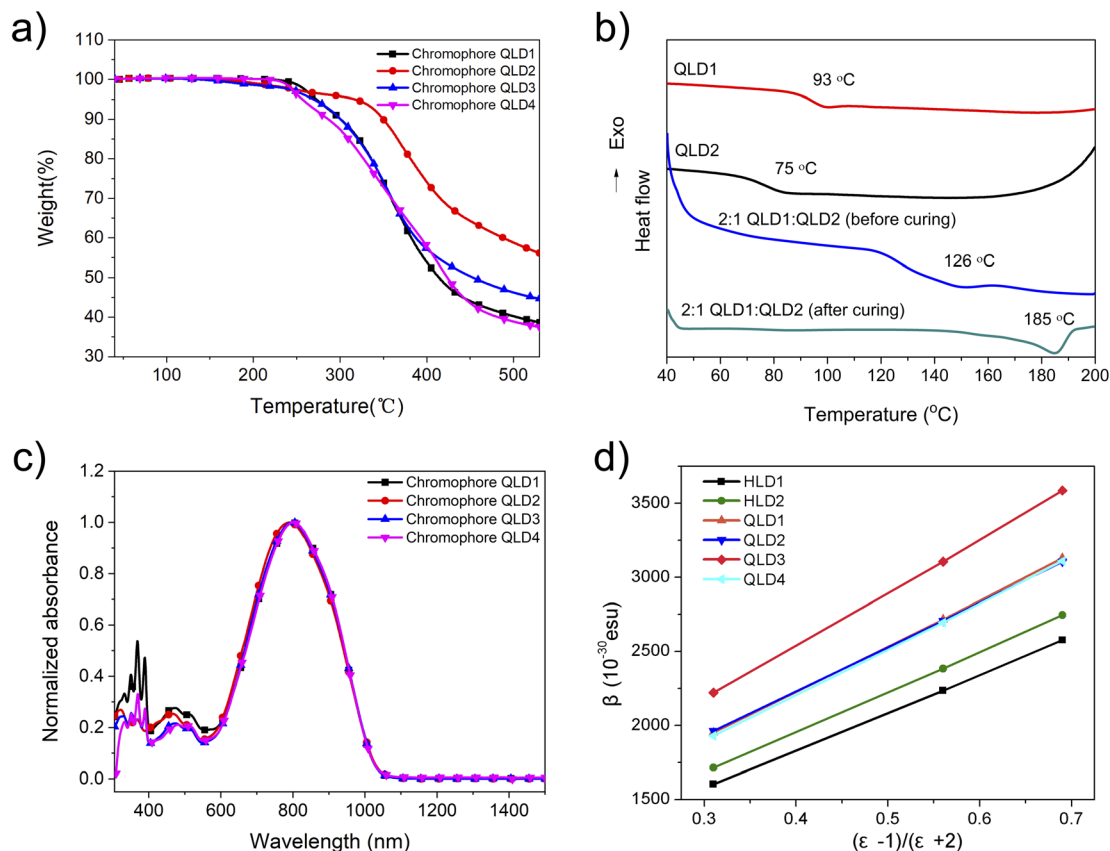 a)
110
100
90
80
70
60
50
40
30
Weight(%)
100
200
300
400
500
Temperature(℃)
Chromophore QLD1
Chromophore QLD2
Chromophore QLD3
Chromophore QLD4
b)
Heat flow → Exo
QLD1
93 °C
QLD2
75 °C
2:1 QLD1:QLD2 (before curing)
126 °C
2:1 QLD1:QLD2 (after curing)
185 °C
40
60
80
100
120
140
160
180
200
Temperature (°C)
c)
1.2
1.0
0.8
0.6
0.4
0.2
0.0
Normalized absorbance
Chromophore QLD1
Chromophore QLD2
Chromophore QLD3
Chromophore QLD4
400
600
800
1000
1200
1400
Wavelength (nm)
d)
3500
3000
2500
2000
1500
β (10⁻³⁰esu)
HLD1
HLD2
QLD1
QLD2
QLD3
QLD4
0.3
0.4
0.5
0.6
0.7
(ε -1)/(ε +2)